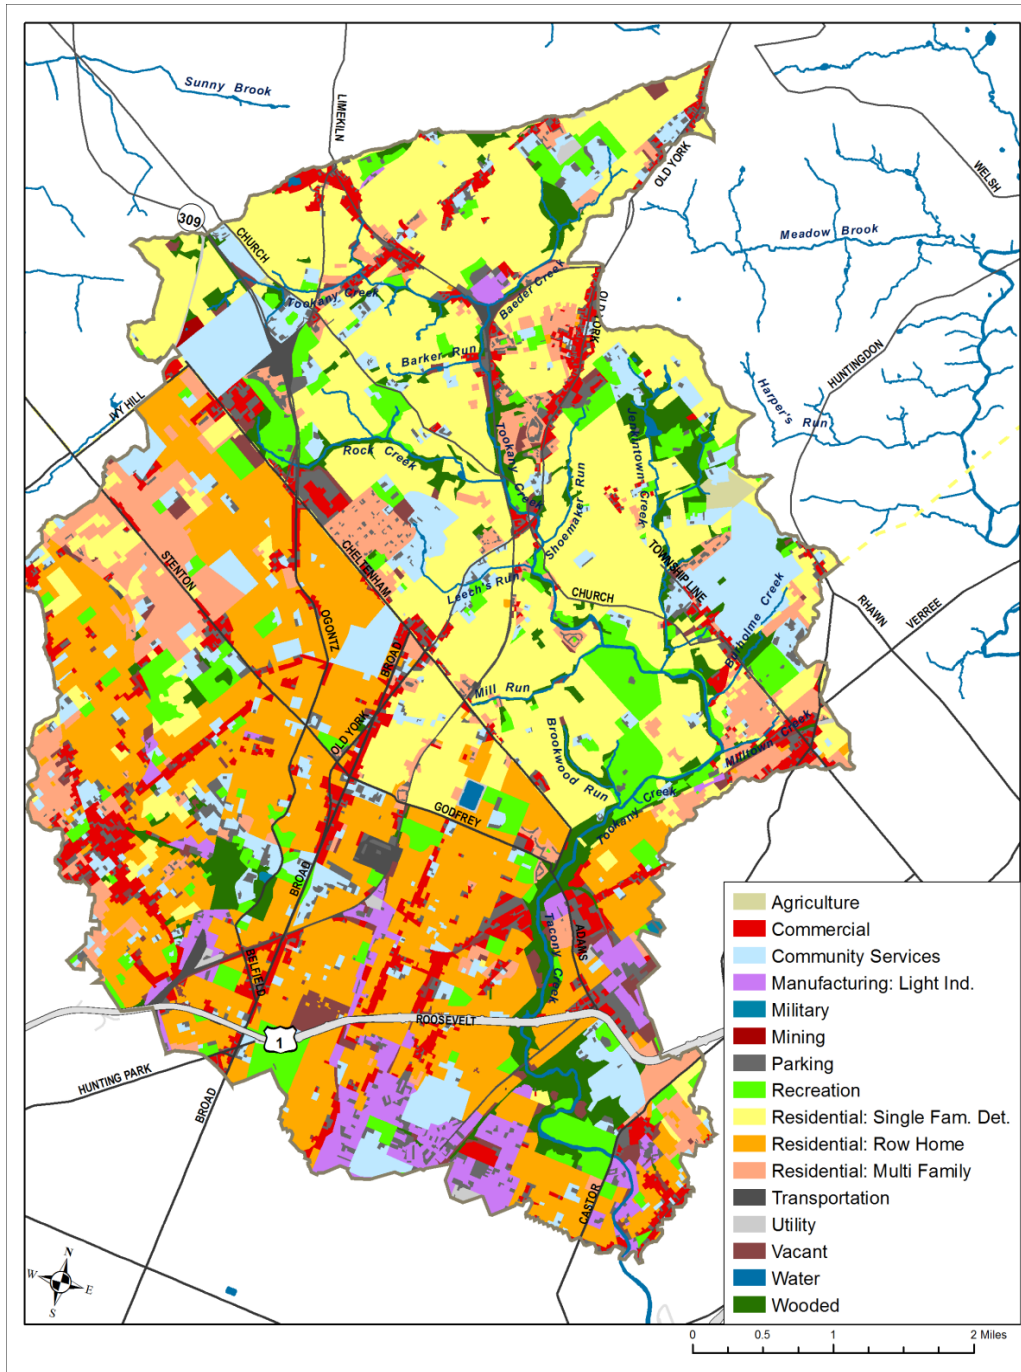 Sunny Brook
LIMEKILN
OLD YORK
WELSH
309
CHURCH
Meadow Brook
Tookany Creek
Baeder Creek
OLD YORK
Barker Run
HUNTINGDON
Harper's Run
IVY HILL
Rock Creek
Tookany Creek
Jenkintown Creek
Shoemaker Run
STENTON
CHELTENHAM
TOWNSHIP LINE
Leech's Run
CHURCH
Burholme Creek
RHAWN
VERREE
OGONTZ
BROAD
Mill Run
OLD YORK
Brookwood Run
Milltown Creek
GODFREY
Tookany Creek
BROAD
Tacony Creek
ADAMS
BELFIELD
ROOSEVELT
1
HUNTING PARK
BROAD
CASTOR
Agriculture
Commercial
Community Services
Manufacturing: Light Ind.
Military
Mining
Parking
Recreation
Residential: Single Fam. Det.
Residential: Row Home
Residential: Multi Family
Transportation
Utility
Vacant
Water
Wooded
N
W E
S
0 0.5 1 2 Miles